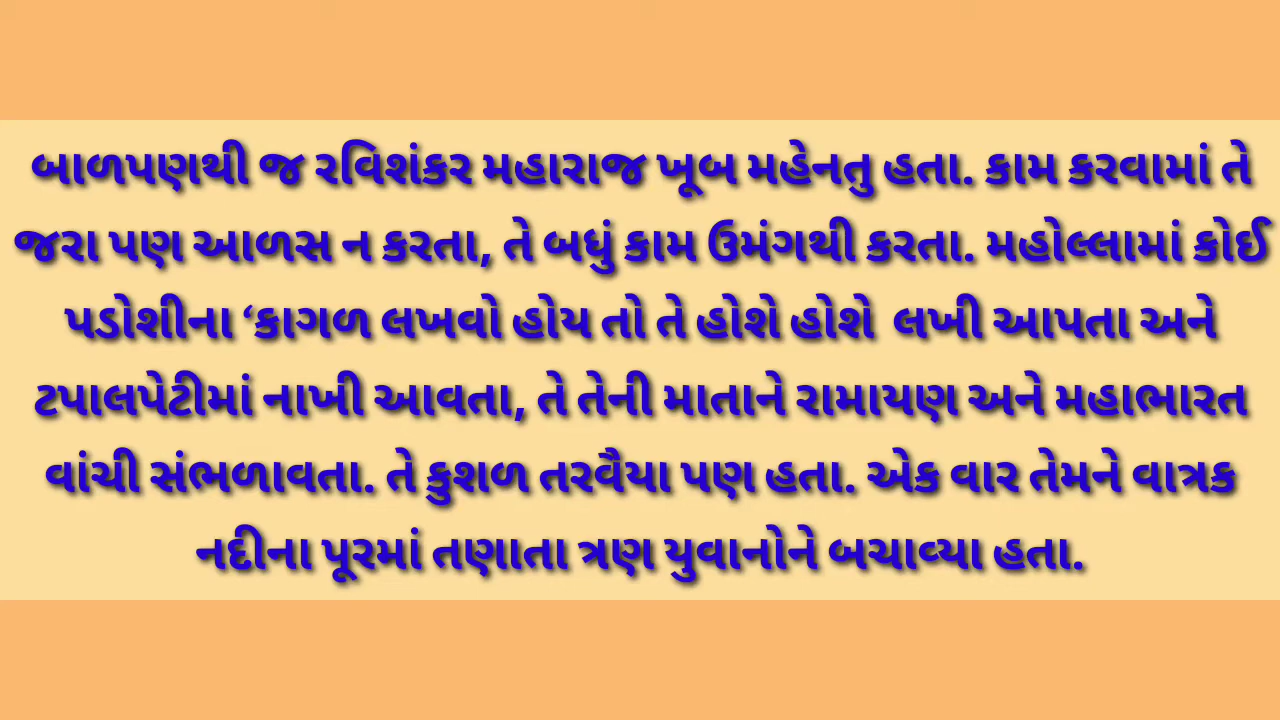 બાળપણથી જ રવિશંકર મહારાજ ખૂબ મહેનતુ હતા. કામ કરવામાં તે
જરા પણ આળસ ન કરતા, તે બધું કામ ઉમંગથી કરતા. મહોલ્લામાં કોઈ
પડોશીના ‘કાગળ લખવો હોય તો તે હોશે હોશે  લખી આપતા અને
ટપાલપેટીમાં નાખી આવતા, તે તેની માતાને રામાયણ અને મહાભારત
વાંચી સંભળાવતા. તે કુશળ તરવૈયા પણ હતા. એક વાર તેમને વાત્રક
નદીના પૂરમાં તણાતા ત્રણ યુવાનોને બચાવ્યા હતા.